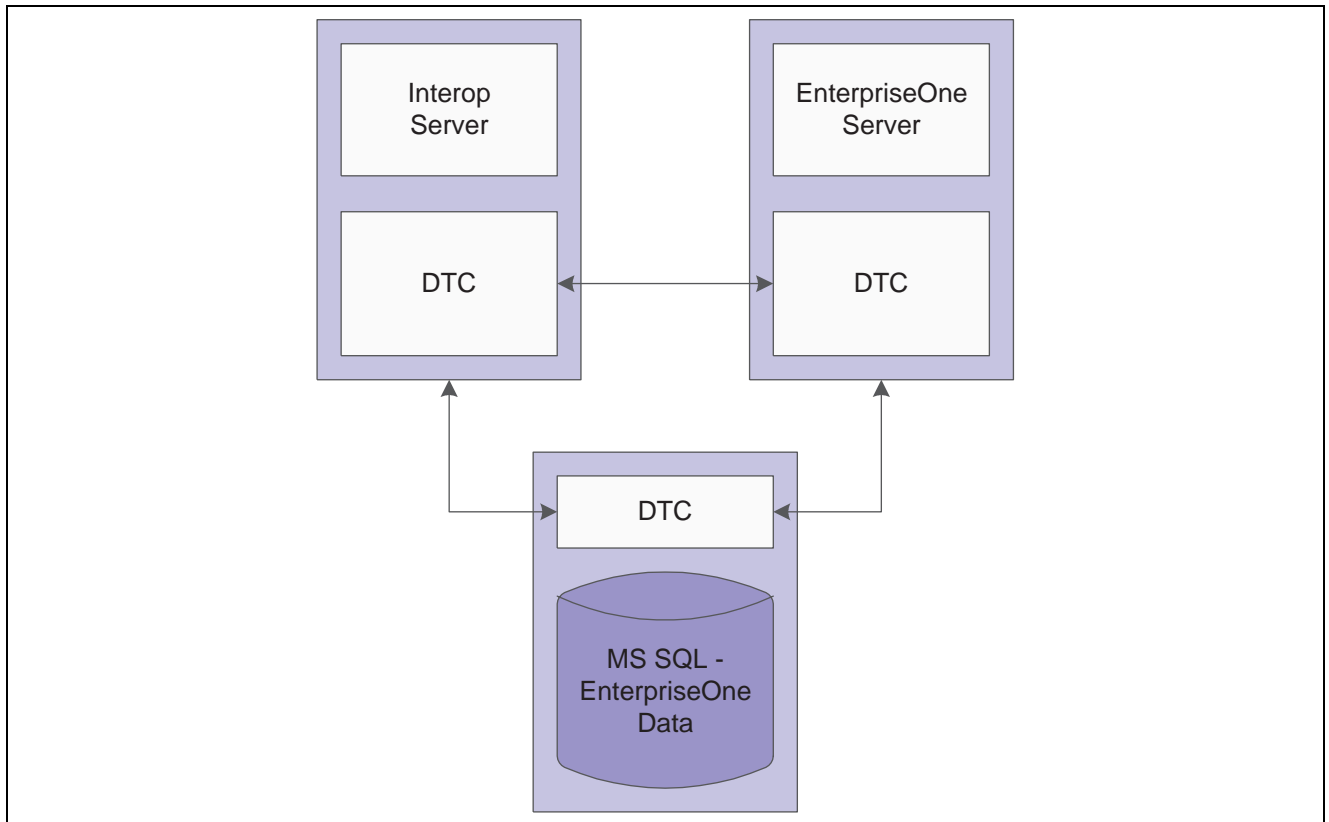 Interop
Server
EnterpriseOne
Server
DTC
DTC
DTC
MS SQL -
EnterpriseOne
Data